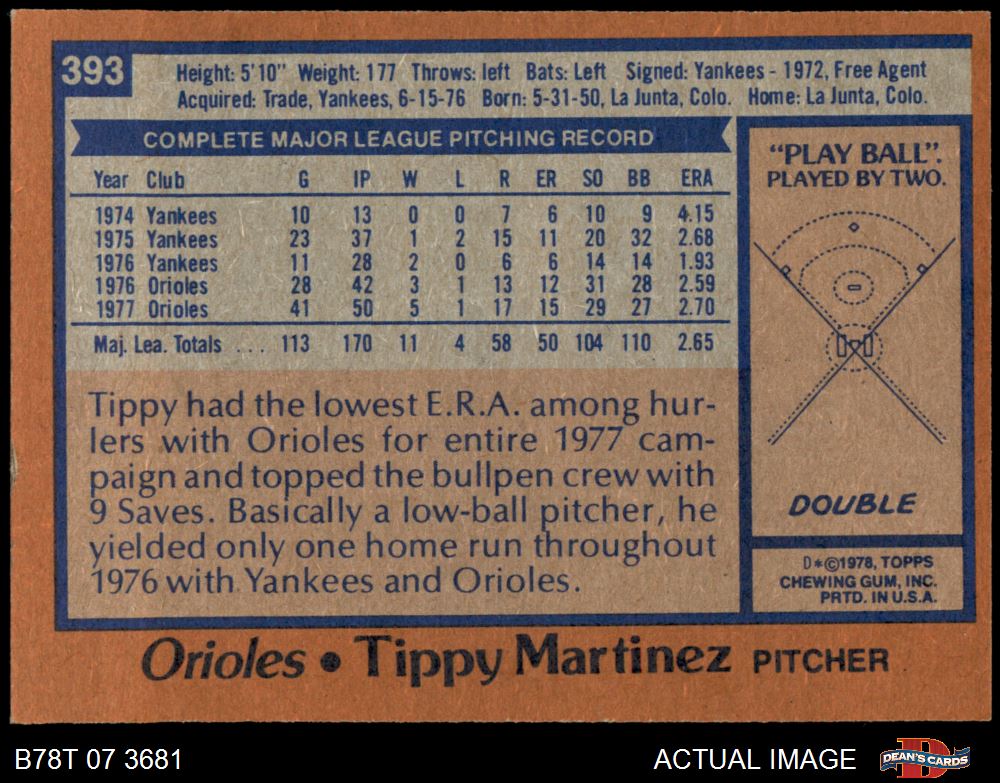 393
Height: 5'10" Weight: 177 Throws: left Bats: Left Signed: Yankees - 1972, Free Agent
Acquired: Trade, Yankees, 6-15-76 Born: 5-31-50, La Junta, Colo. Home: La Junta, Colo.
COMPLETE MAJOR LEAGUE PITCHING RECORD
Year Club G IP W L R ER SO BB ERA
1974 Yankees 10 13 0 0 7 6 10 9 4.15
1975 Yankees 23 37 1 2 15 11 20 32 2.68
1976 Yankees 11 28 2 0 6 6 14 14 1.93
1976 Orioles 28 42 3 1 13 12 31 28 2.59
1977 Orioles 41 50 5 1 17 15 29 27 2.70
Maj. Lea. Totals ... 113 170 11 4 58 50 104 110 2.65
Tippy had the lowest E.R.A. among hur-
lers with Orioles for entire 1977 cam-
paign and topped the bullpen crew with
9 Saves. Basically a low-ball pitcher, he
yielded only one home run throughout
1976 with Yankees and Orioles.
"PLAY BALL".
PLAYED BY TWO.
DOUBLE
D*©1978, TOPPS
CHEWING GUM, INC.
PRTD. IN U.S.A.
Orioles • Tippy Martinez PITCHER
B78T 07 3681
ACTUAL IMAGE
DEAN'S CARDS